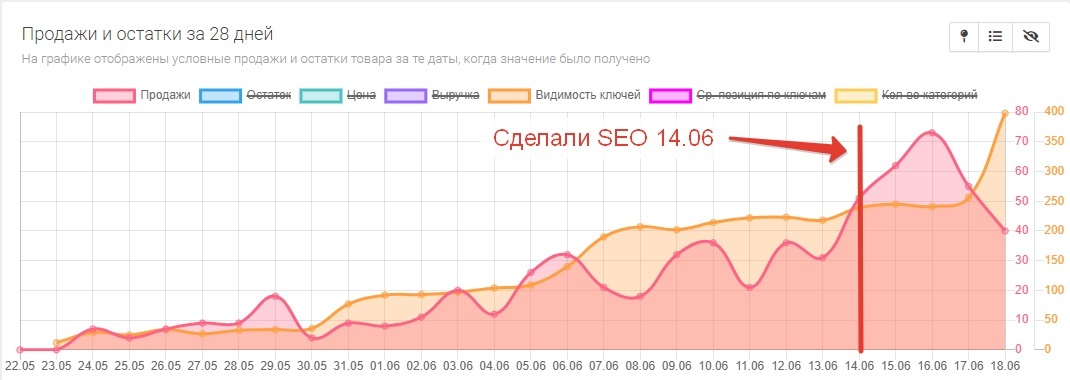 Продажи и остатки за 28 дней
На графике отображены условные продажи и остатки товара за те даты, когда значение было получено
Продажи Остаток Цена Выручка Видимость ключей Ср. позиция по ключам Кол-во категорий
Сделали SEO 14.06
80 400
70 350
60 300
50 250
40 200
30 150
20 100
10 50
0 0
22.05 23.05 24.05 25.05 26.05 27.05 28.05 29.05 30.05 31.05 01.06 02.06 03.06 04.06 05.06 06.06 07.06 08.06 09.06 10.06 11.06 12.06 13.06 14.06 15.06 16.06 17.06 18.06